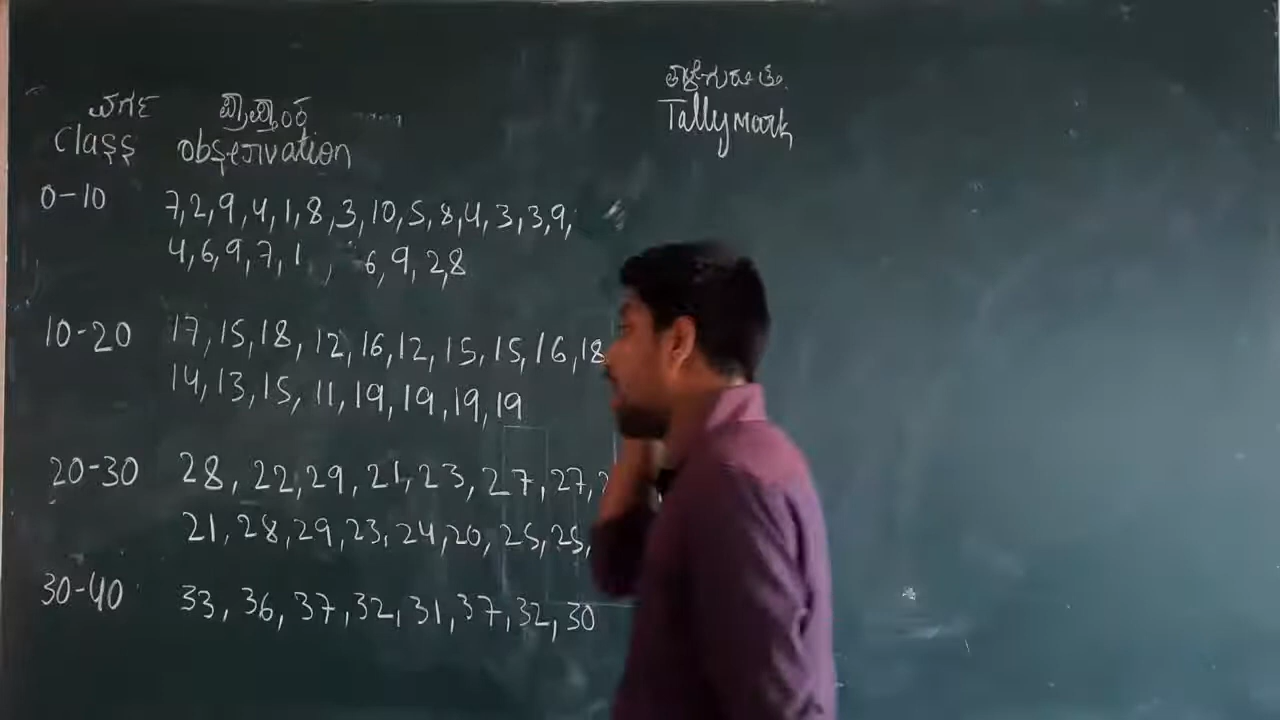 ವರ್ಗ ಪ್ರಾಪ್ತಾಂಕ
Class observation
Tallymark
0-10 7,2,9,4,1,8,3,10,5,8,4,3,3,9,
4,6,9,7,1, 6,9,2,8
10-20 17,15,18,12,16,12,15,15,16,18
14,13,15,11,19,19,19,19
20-30 28,22,29,21,23,27,27,
21,28,29,23,24,20,25,25,
30-40 33,36,37,32,31,37,32,30